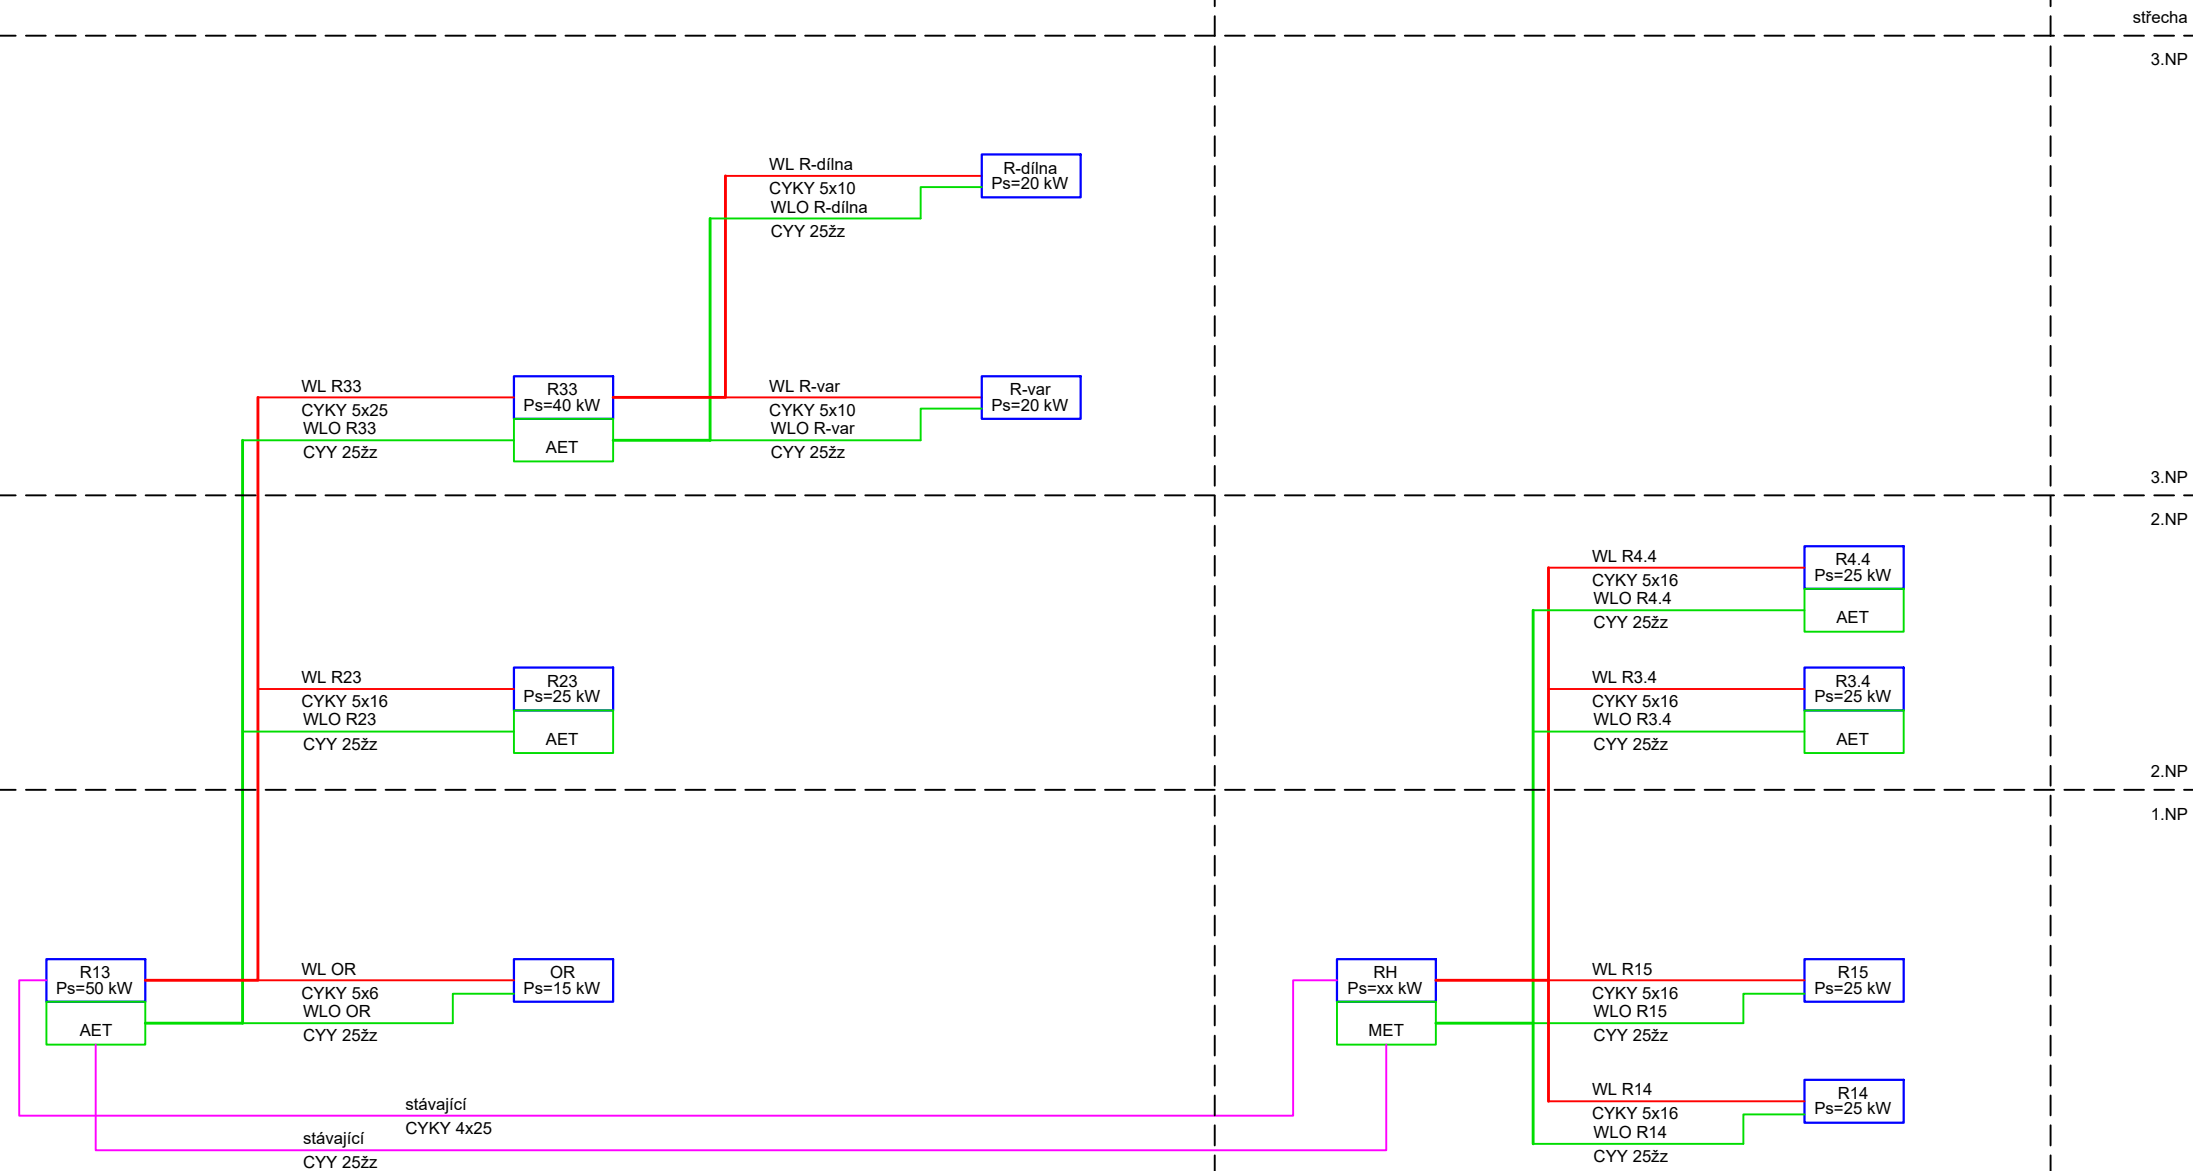 střecha
3.NP
WL R-dílna
CYKY 5x10
WLO R-dílna
CYY 25žz
R-dílna
Ps=20 kW
WL R33
CYKY 5x25
WLO R33
CYY 25žz
R33
Ps=40 kW
AET
WL R-var
CYKY 5x10
WLO R-var
CYY 25žz
R-var
Ps=20 kW
3.NP
2.NP
WL R4.4
CYKY 5x16
WLO R4.4
CYY 25žz
R4.4
Ps=25 kW
AET
WL R23
CYKY 5x16
WLO R23
CYY 25žz
R23
Ps=25 kW
AET
WL R3.4
CYKY 5x16
WLO R3.4
CYY 25žz
R3.4
Ps=25 kW
AET
2.NP
1.NP
R13
Ps=50 kW
AET
WL OR
CYKY 5x6
WLO OR
CYY 25žz
OR
Ps=15 kW
RH
Ps=xx kW
MET
WL R15
CYKY 5x16
WLO R15
CYY 25žz
R15
Ps=25 kW
WL R14
CYKY 5x16
WLO R14
CYY 25žz
R14
Ps=25 kW
stávající
CYKY 4x25
stávající
CYY 25žz